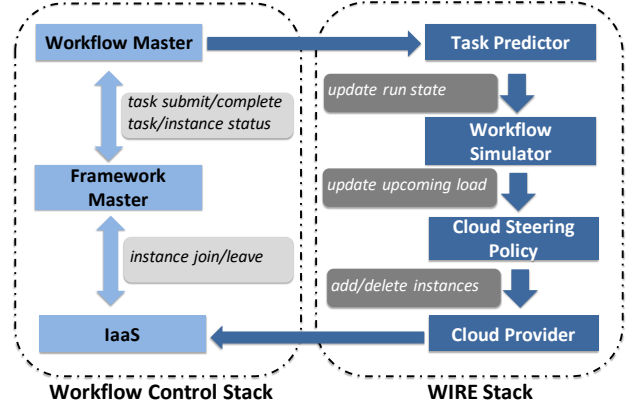 Workflow Master
task submit/complete
task/instance status
Framework
Master
instance join/leave
IaaS
Workflow Control Stack
Task Predictor
update run state
Workflow
Simulator
update upcoming load
Cloud Steering
Policy
add/delete instances
Cloud Provider
WIRE Stack